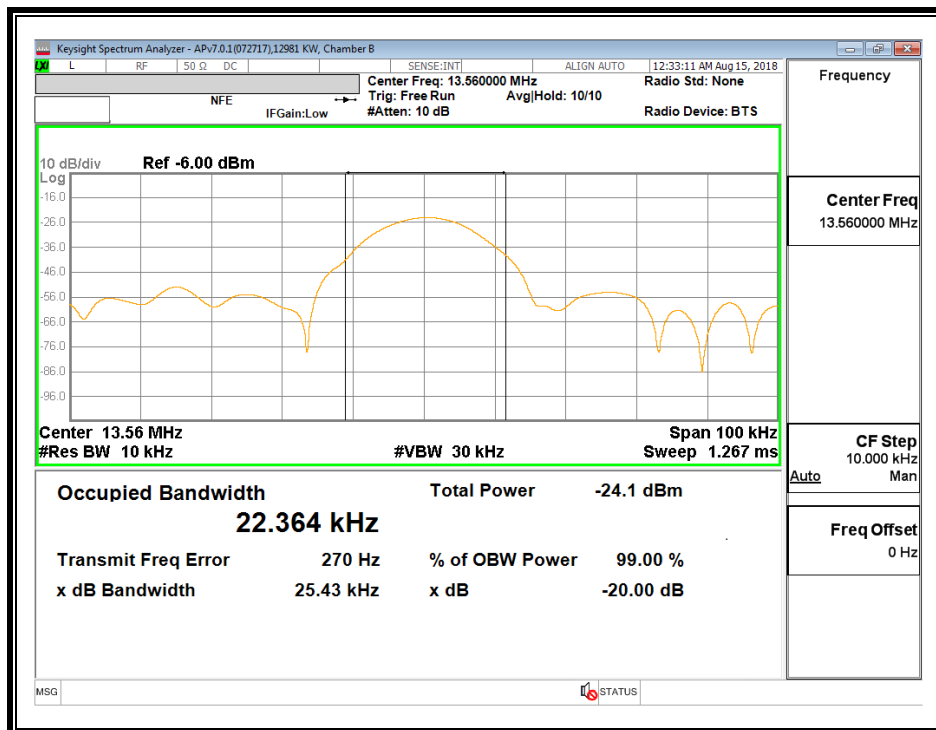 Keysight Spectrum Analyzer - APv7.0.1(072717),12981 KW, Chamber B
LXI L RF 50 Ω DC SENSE:INT ALIGN AUTO 12:33:11 AM Aug 15, 2018
Center Freq: 13.560000 MHz Radio Std: None
NFE Trig: Free Run Avg|Hold: 10/10
IFGain:Low #Atten: 10 dB Radio Device: BTS
Frequency
10 dB/div Ref -6.00 dBm
Log
-16.0
-26.0
-36.0
-46.0
-56.0
-66.0
-76.0
-86.0
-96.0
Center 13.56 MHz Span 100 kHz
#Res BW 10 kHz #VBW 30 kHz Sweep 1.267 ms
Occupied Bandwidth Total Power -24.1 dBm
22.364 kHz
Transmit Freq Error 270 Hz % of OBW Power 99.00 %
x dB Bandwidth 25.43 kHz x dB -20.00 dB
Center Freq
13.560000 MHz
CF Step
10.000 kHz
Auto Man
Freq Offset
0 Hz
MSG STATUS